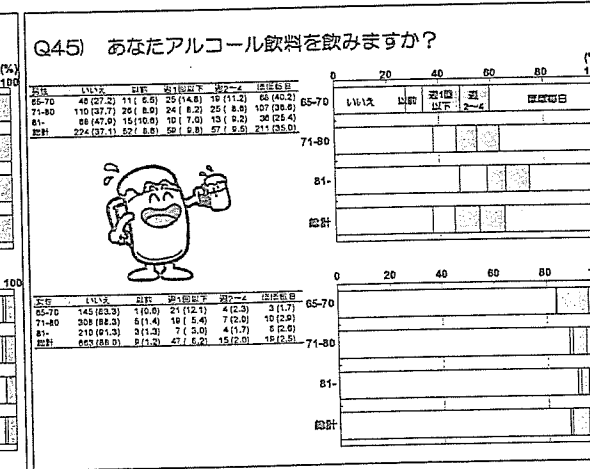 (%)
100
100
Q45) あなたアルコール飲料を飲みますか？
いいえ 以前 週1回以下 週2〜4 ほぼ毎日
65-70 46 (27.2) 11 ( 6.5) 25 (14.8) 19 (11.2) 68 (40.2)
71-80 110 (37.7) 26 ( 8.9) 24 ( 8.2) 25 ( 8.6) 107 (36.6)
81- 68 (47.9) 15 (10.6) 10 ( 7.0) 13 ( 9.2) 36 (25.4)
総計 224 (37.1) 52 ( 8.6) 59 ( 9.8) 57 ( 9.5) 211 (35.0)
0 20 40 60 80
65-70 いいえ 以前 週1回以下 週2〜4 ほぼ毎日
71-80
81-
総計
女性 いいえ 以前 週1回以下 週2〜4 ほぼ毎日
65-70 145 (83.3) 1 (0.6) 21 (12.1) 4 (2.3) 3 (1.7)
71-80 308 (88.3) 5 (1.4) 19 ( 5.4) 7 (2.0) 10 (2.9)
81- 210 (91.3) 3 (1.3) 7 ( 3.0) 4 (1.7) 6 (2.6)
総計 663 (88.0) 9 (1.2) 47 ( 6.2) 15 (2.0) 19 (2.5)
0 20 40 60 80
65-70
71-80
81-
総計